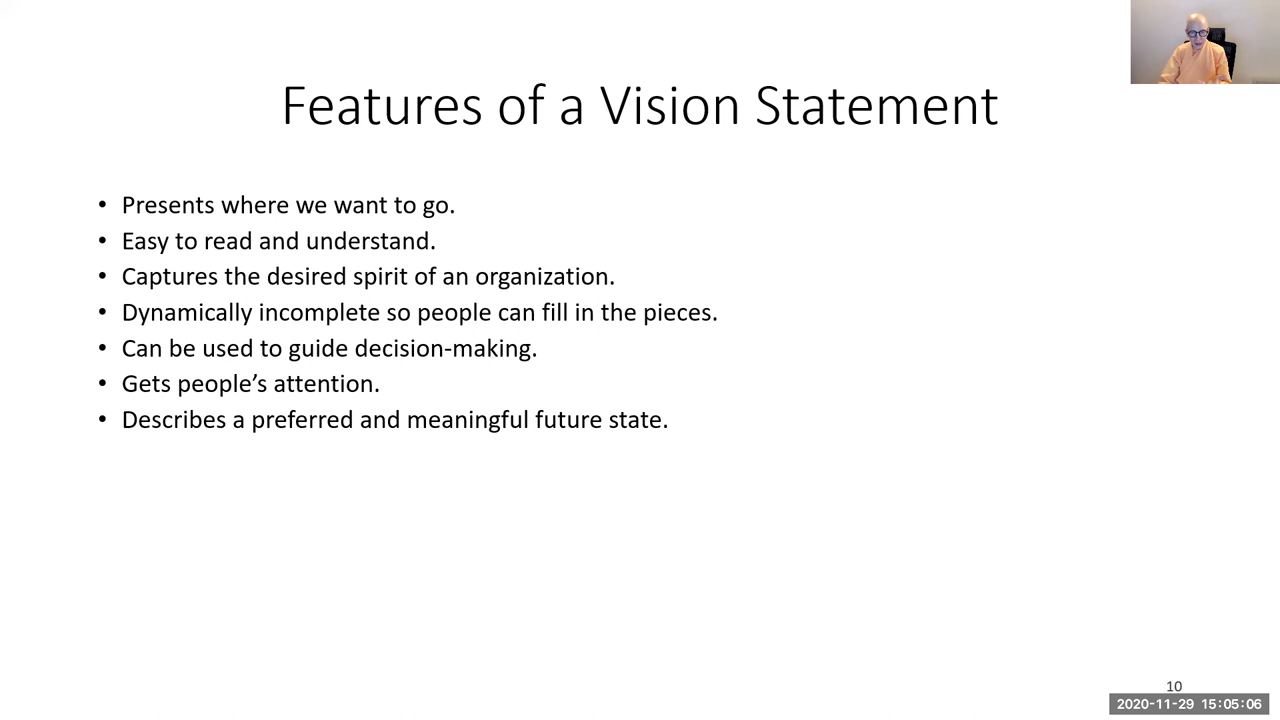 Features of a Vision Statement
• Presents where we want to go.
• Easy to read and understand.
• Captures the desired spirit of an organization.
• Dynamically incomplete so people can fill in the pieces.
• Can be used to guide decision-making.
• Gets people’s attention.
• Describes a preferred and meaningful future state.
10
2020-11-29 15:05:06